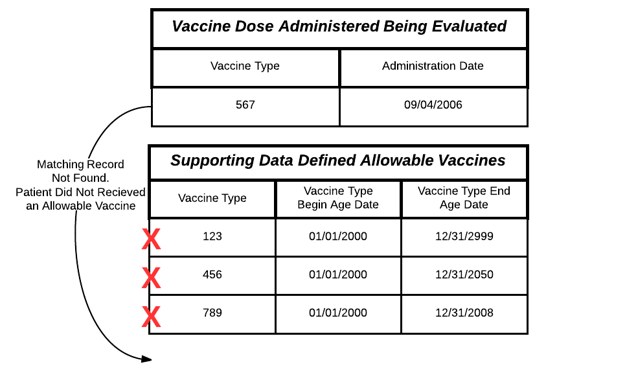 Vaccine Dose Administered Being Evaluated
Vaccine Type
Administration Date
567
09/04/2006
Matching Record
Not Found.
Patient Did Not Recieved
an Allowable Vaccine
Supporting Data Defined Allowable Vaccines
Vaccine Type
Vaccine Type
Begin Age Date
Vaccine Type End
Age Date
X
123
01/01/2000
12/31/2999
X
456
01/01/2000
12/31/2050
X
789
01/01/2000
12/31/2008